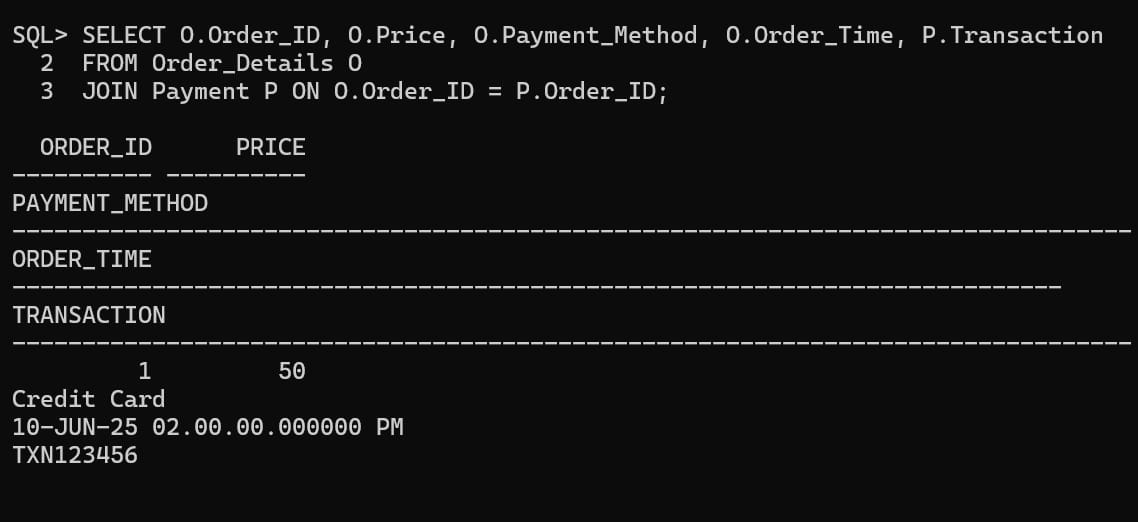 SQL> SELECT O.Order_ID, O.Price, O.Payment_Method, O.Order_Time, P.Transaction
  2  FROM Order_Details O
  3  JOIN Payment P ON O.Order_ID = P.Order_ID;

  ORDER_ID      PRICE
---------- ----------
PAYMENT_METHOD
--------------------------------------------------------------------------------
ORDER_TIME
---------------------------------------------------------------------------
TRANSACTION
--------------------------------------------------------------------------------
         1         50
Credit Card
10-JUN-25 02.00.00.000000 PM
TXN123456